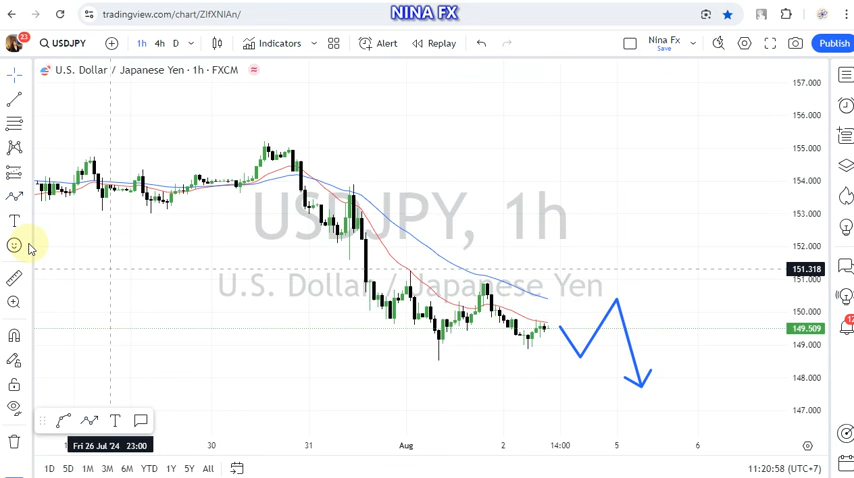 NINA FX
tradingview.com/chart/ZIfXNIAn/
23
USDJPY
1h
4h
D
Indicators
Alert
Replay
Nina Fx
Save
Publish
U.S. Dollar / Japanese Yen · 1h · FXCM
157.000
155.000
154.000
153.000
152.000
151.318
151.000
150.000
149.509
149.000
148.000
147.000
USDJPY, 1h
U.S. Dollar / Japanese Yen
T
T
Fri 26 Jul '24 23:00
30
31
Aug
2
14:00
5
6
1D
5D
1M
3M
6M
YTD
1Y
5Y
All
11:20:58 (UTC+7)